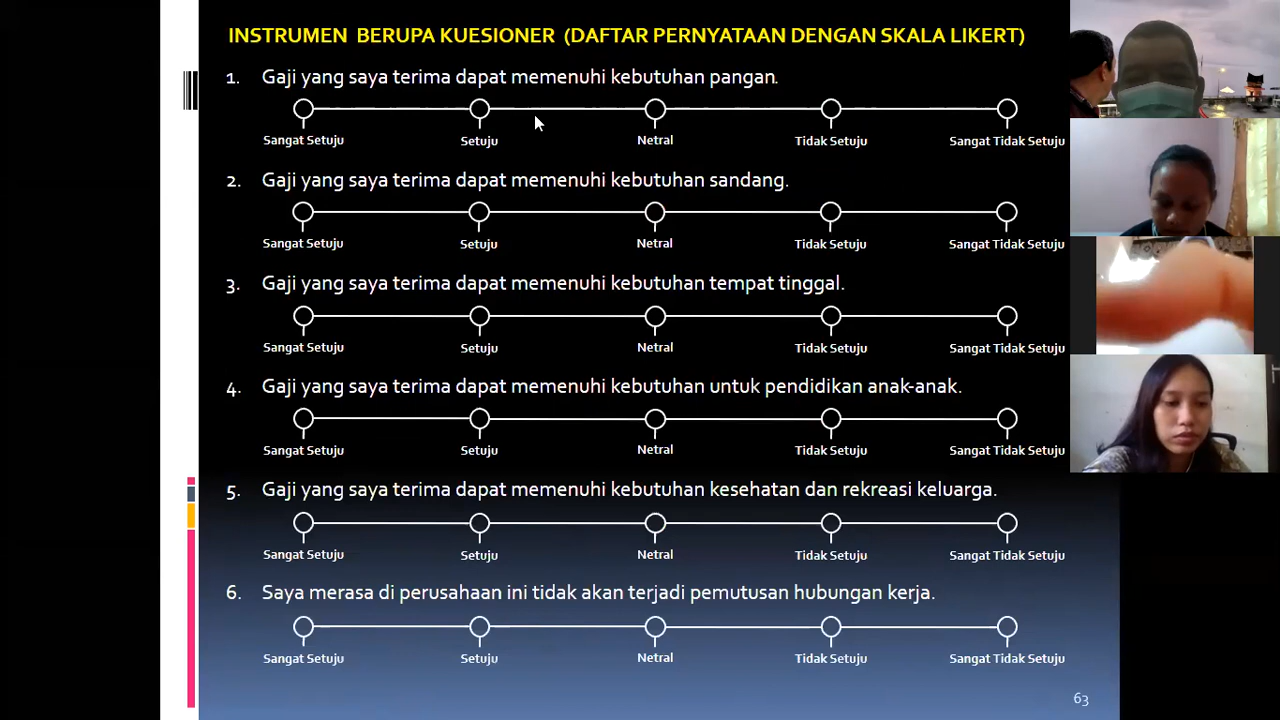 INSTRUMEN BERUPA KUESIONER (DAFTAR PERNYATAAN DENGAN SKALA LIKERT)
1. Gaji yang saya terima dapat memenuhi kebutuhan pangan.
Sangat Setuju Setuju Netral Tidak Setuju Sangat Tidak Setuju
2. Gaji yang saya terima dapat memenuhi kebutuhan sandang.
Sangat Setuju Setuju Netral Tidak Setuju Sangat Tidak Setuju
3. Gaji yang saya terima dapat memenuhi kebutuhan tempat tinggal.
Sangat Setuju Setuju Netral Tidak Setuju Sangat Tidak Setuju
4. Gaji yang saya terima dapat memenuhi kebutuhan untuk pendidikan anak-anak.
Sangat Setuju Setuju Netral Tidak Setuju Sangat Tidak Setuju
5. Gaji yang saya terima dapat memenuhi kebutuhan kesehatan dan rekreasi keluarga.
Sangat Setuju Setuju Netral Tidak Setuju Sangat Tidak Setuju
6. Saya merasa di perusahaan ini tidak akan terjadi pemutusan hubungan kerja.
Sangat Setuju Setuju Netral Tidak Setuju Sangat Tidak Setuju
63